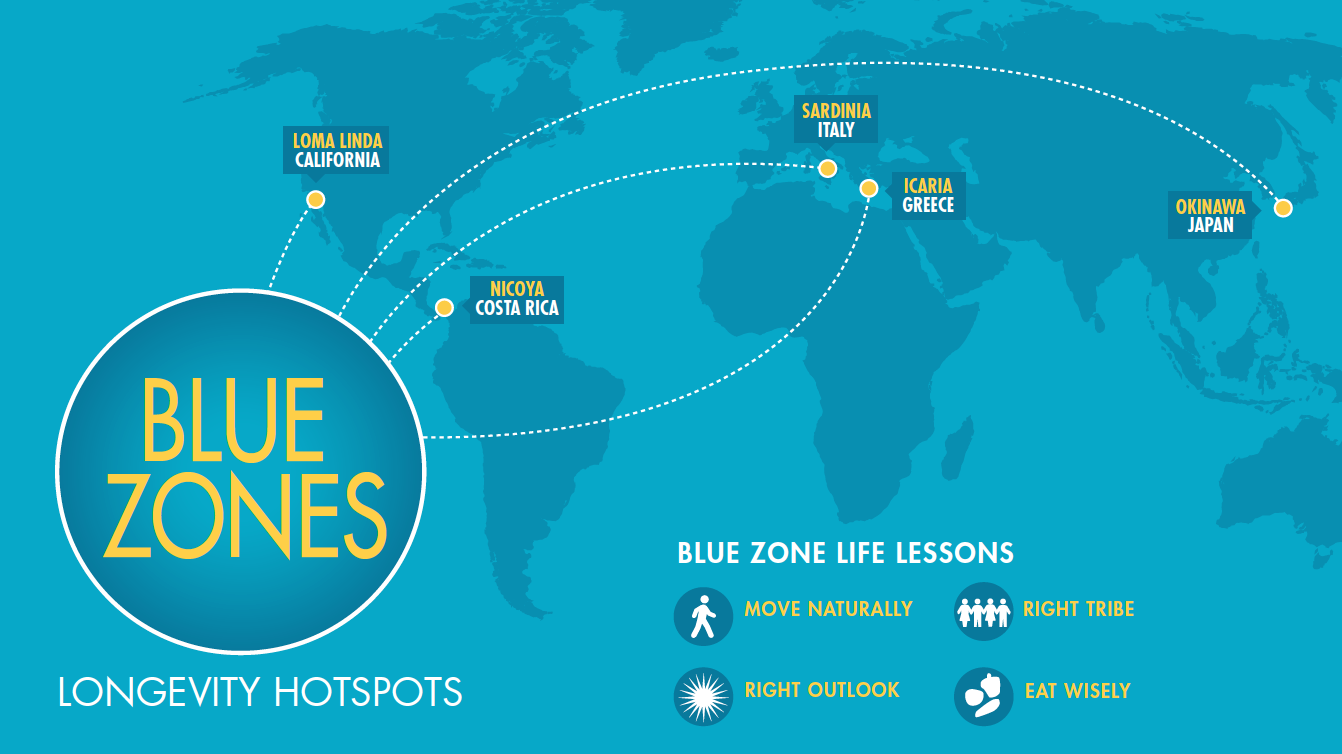 LOMA LINDA
CALIFORNIA
SARDINIA
ITALY
ICARIA
GREECE
OKINAWA
JAPAN
NICOYA
COSTA RICA
BLUE
ZONES
LONGEVITY HOTSPOTS
BLUE ZONE LIFE LESSONS
MOVE NATURALLY
RIGHT TRIBE
RIGHT OUTLOOK
EAT WISELY